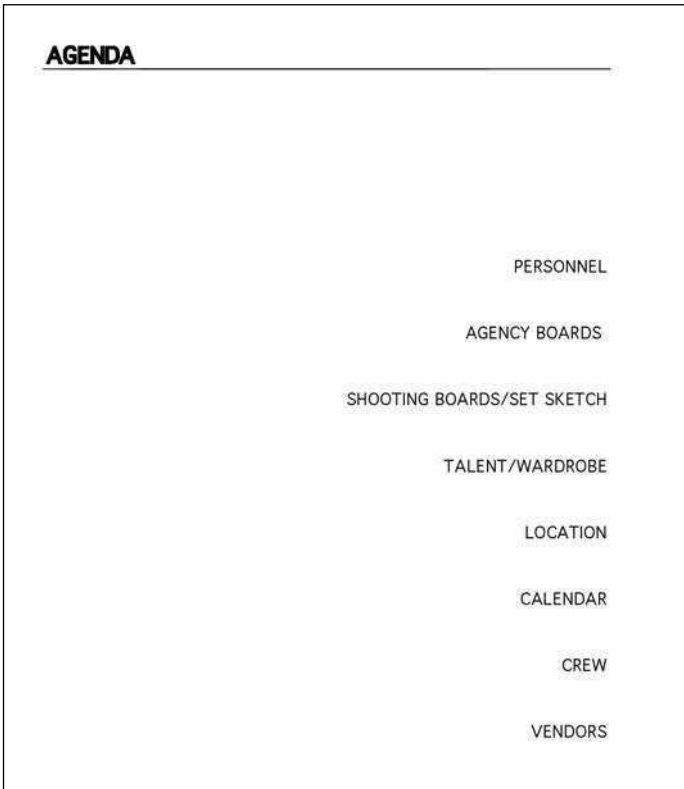 AGENDA
PERSONNEL
AGENCY BOARDS
SHOOTING BOARDS/SET SKETCH
TALENT/WARDROBE
LOCATION
CALENDAR
CREW
VENDORS